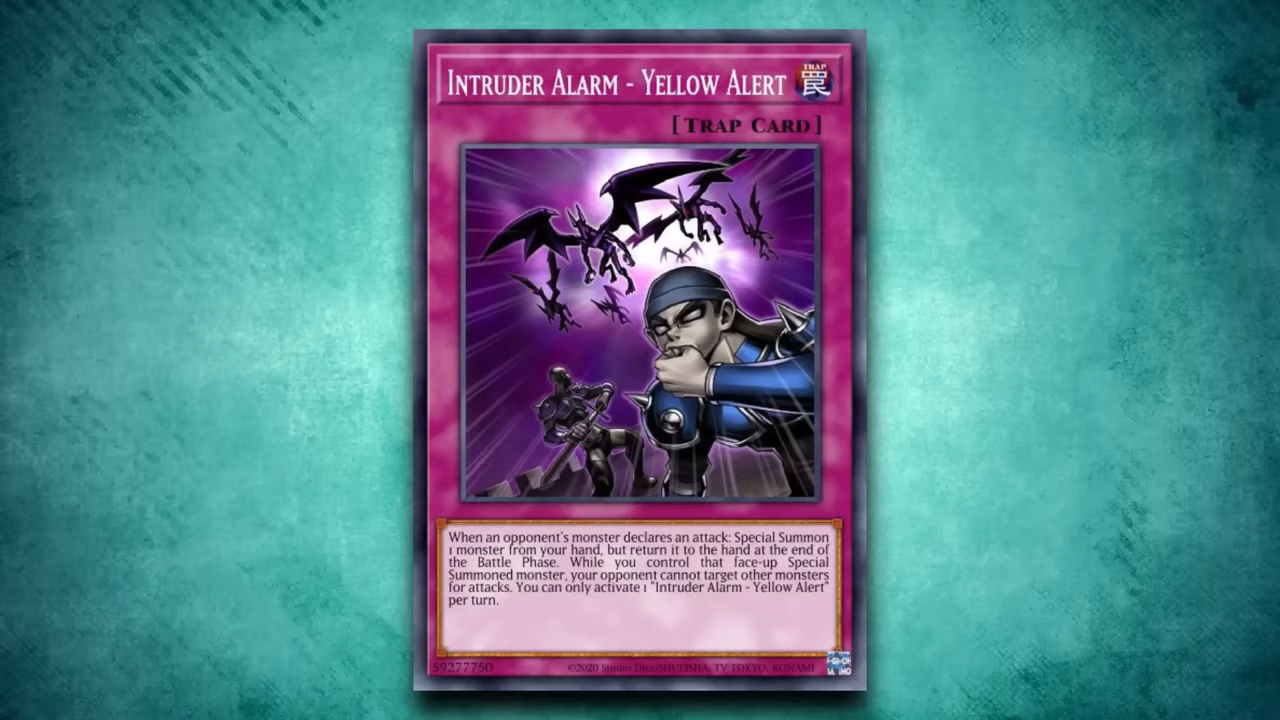 INTRUDER ALARM - YELLOW ALERT
TRAP
罠
[TRAP CARD]
When an opponent's monster declares an attack: Special Summon
1 monster from your hand, but return it to the hand at the end of
the Battle Phase. While you control that face-up Special
Summoned monster, your opponent cannot target other monsters
for attacks. You can only activate 1 "Intruder Alarm - Yellow Alert"
per turn.
59277750
©2020 Studio Dice/SHUEISHA, TV TOKYO, KONAMI